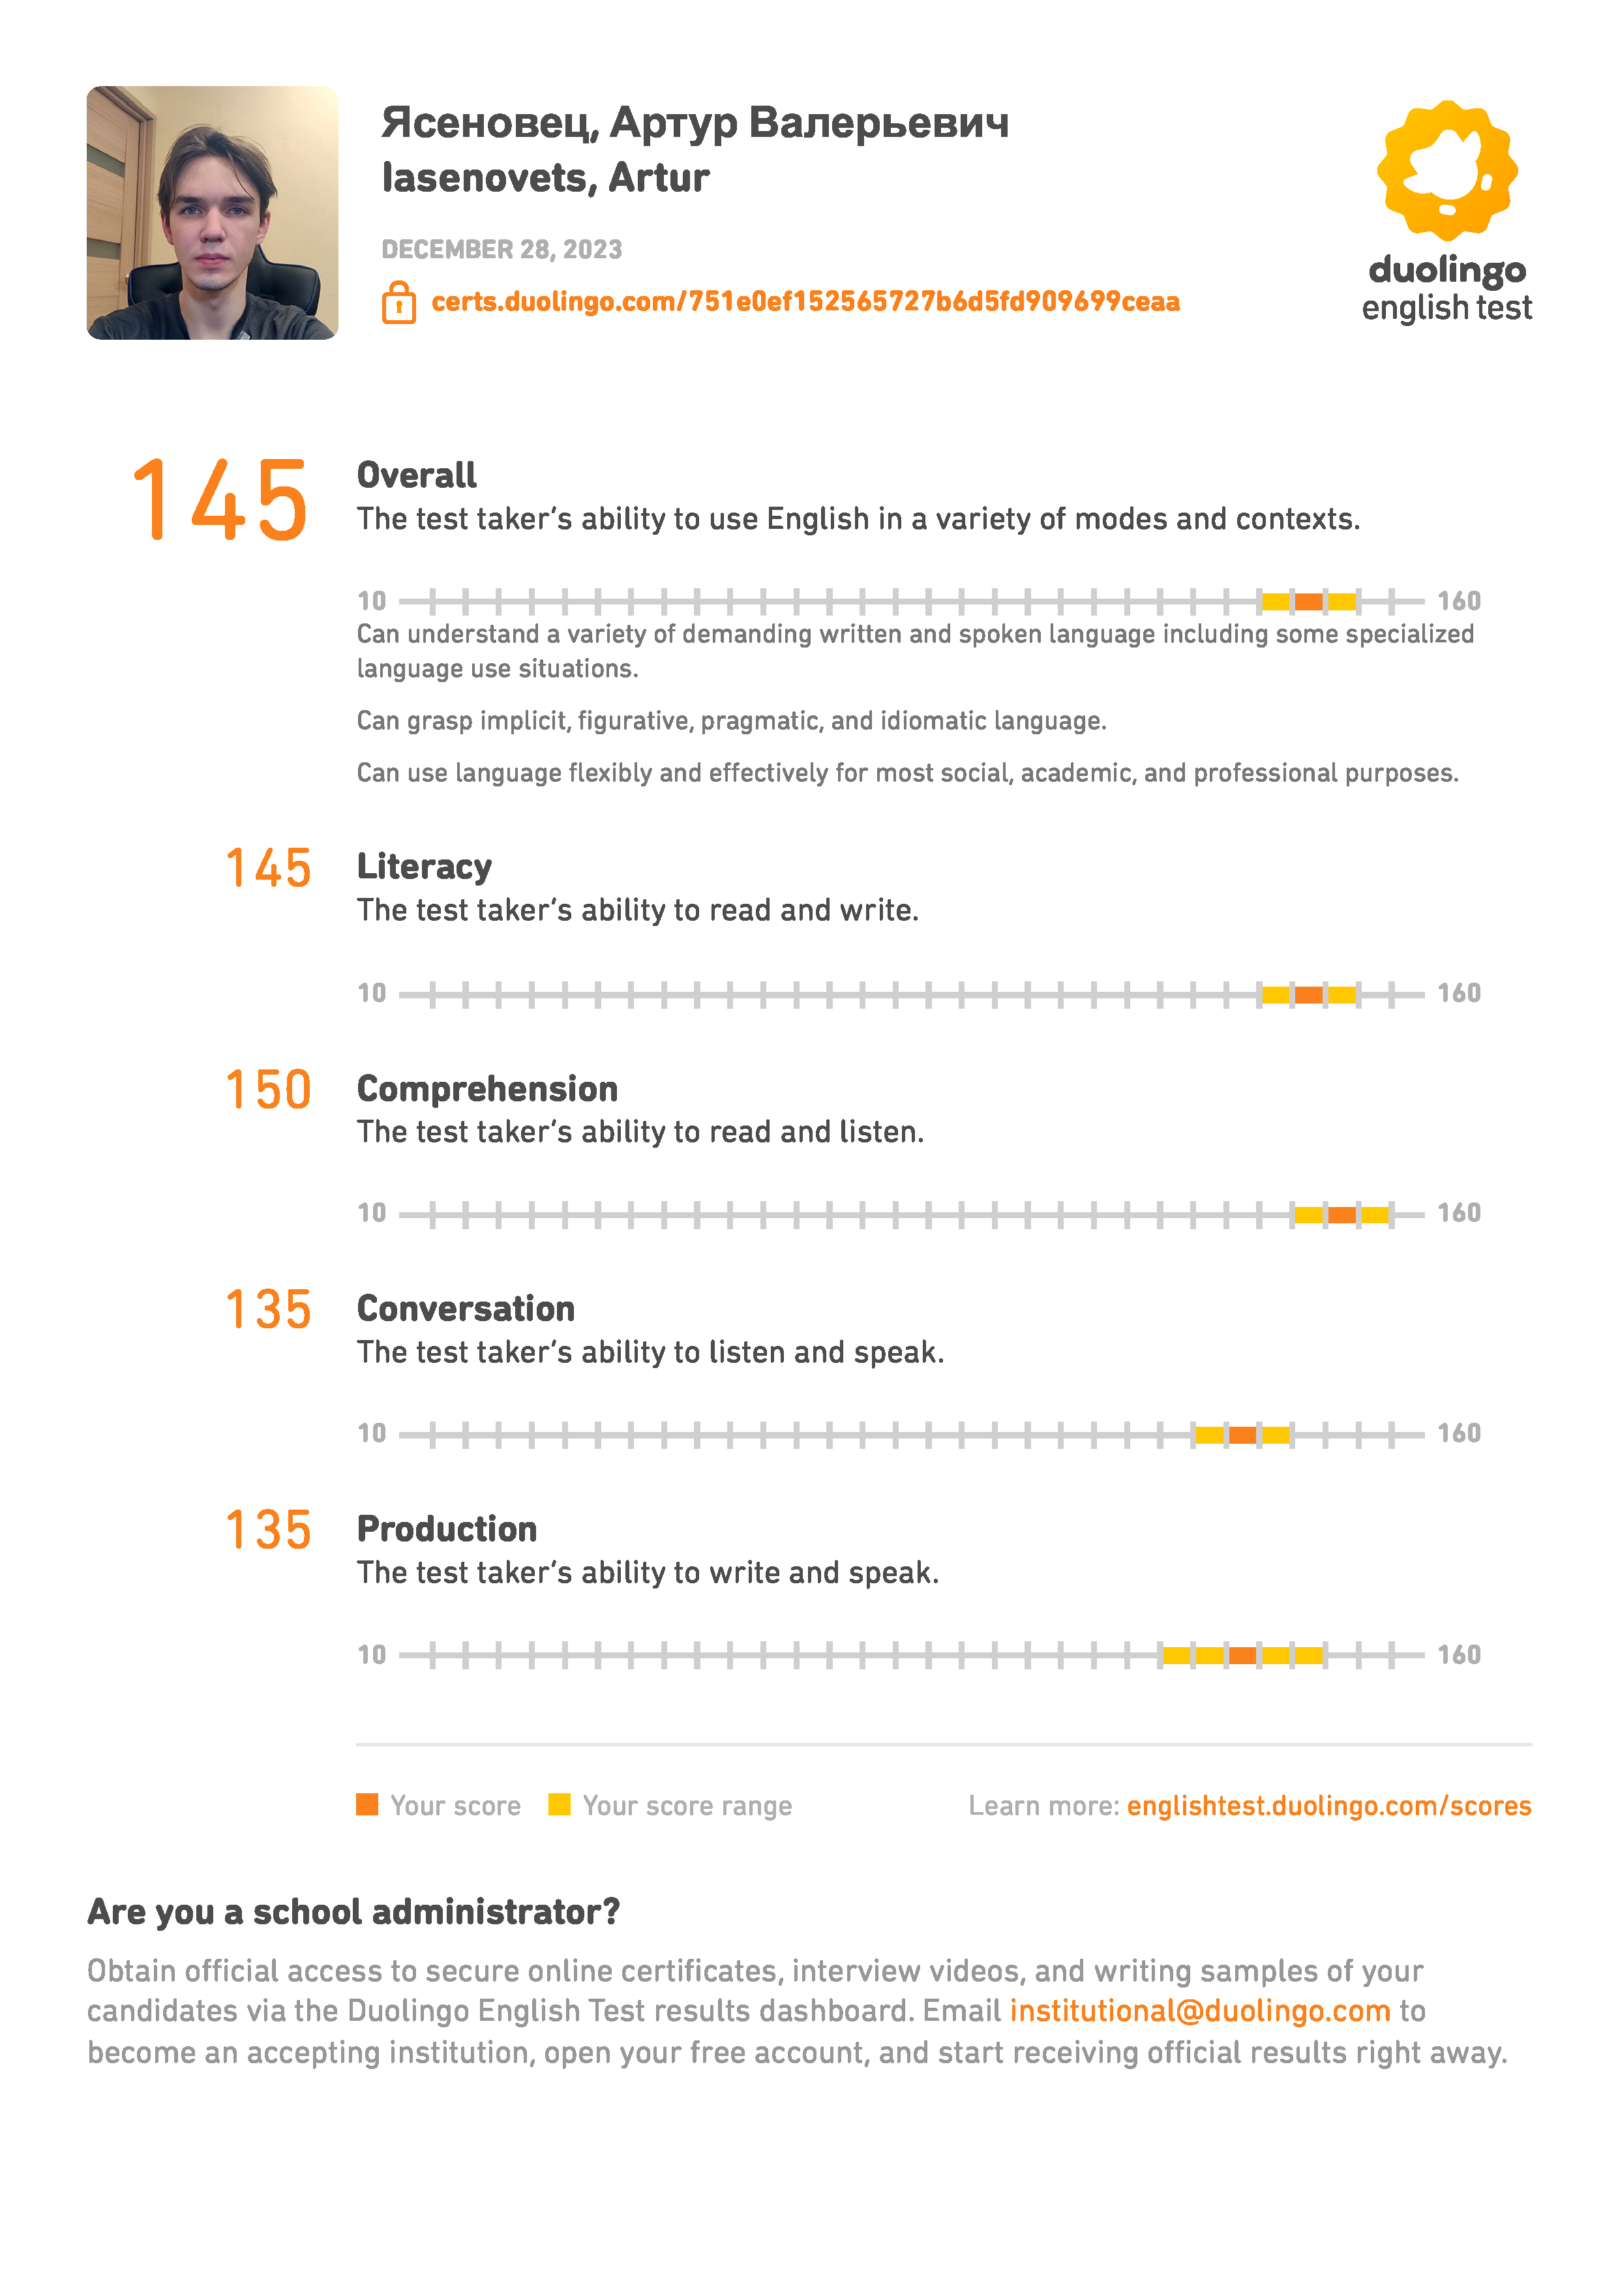 Ясеновец, Артур Валерьевич
Iasenovets, Artur
DECEMBER 28, 2023
certs.duolingo.com/751e0ef152565727b6d5fd909699ceaa
duolingo
english test
145
Overall
The test taker's ability to use English in a variety of modes and contexts.
10 160
Can understand a variety of demanding written and spoken language including some specialized
language use situations.
Can grasp implicit, figurative, pragmatic, and idiomatic language.
Can use language flexibly and effectively for most social, academic, and professional purposes.
145
Literacy
The test taker's ability to read and write.
10 160
150
Comprehension
The test taker's ability to read and listen.
10 160
135
Conversation
The test taker's ability to listen and speak.
10 160
135
Production
The test taker's ability to write and speak.
10 160
Your score Your score range Learn more: englishtest.duolingo.com/scores
Are you a school administrator?
Obtain official access to secure online certificates, interview videos, and writing samples of your
candidates via the Duolingo English Test results dashboard. Email institutional@duolingo.com to
become an accepting institution, open your free account, and start receiving official results right away.